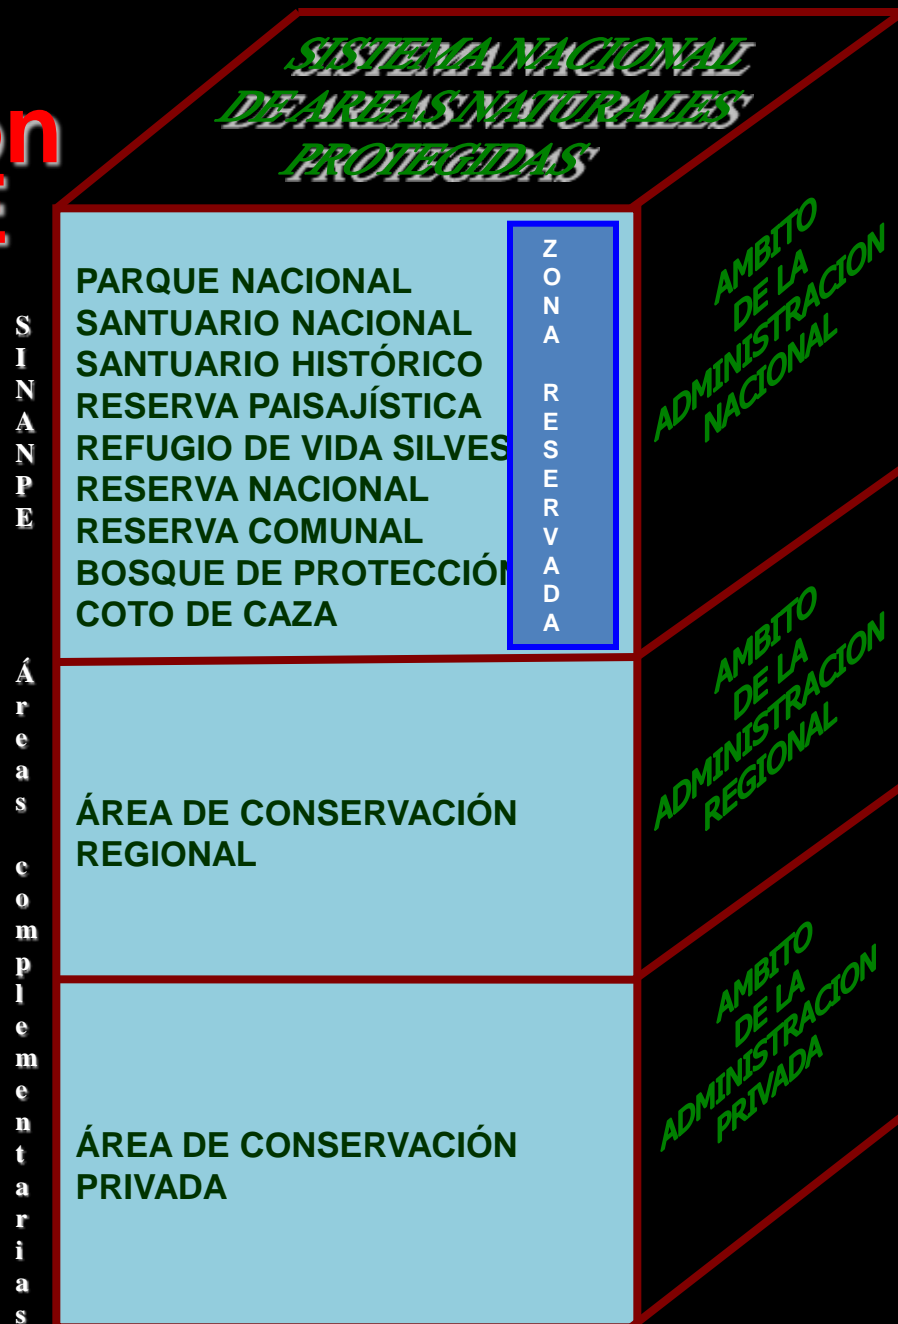 SISTEMA NACIONAL
DE AREAS NATURALES
PROTEGIDAS
ón
E
SINANPE
PARQUE NACIONAL
SANTUARIO NACIONAL
SANTUARIO HISTÓRICO
RESERVA PAISAJÍSTICA
REFUGIO DE VIDA SILVES
RESERVA NACIONAL
RESERVA COMUNAL
BOSQUE DE PROTECCIÓN
COTO DE CAZA
ZONA RESERVADA
AMBITO
DE LA
ADMINISTRACION
NACIONAL
Áreas complementarias
ÁREA DE CONSERVACIÓN
REGIONAL
AMBITO
DE LA
ADMINISTRACION
REGIONAL
ÁREA DE CONSERVACIÓN
PRIVADA
AMBITO
DE LA
ADMINISTRACION
PRIVADA